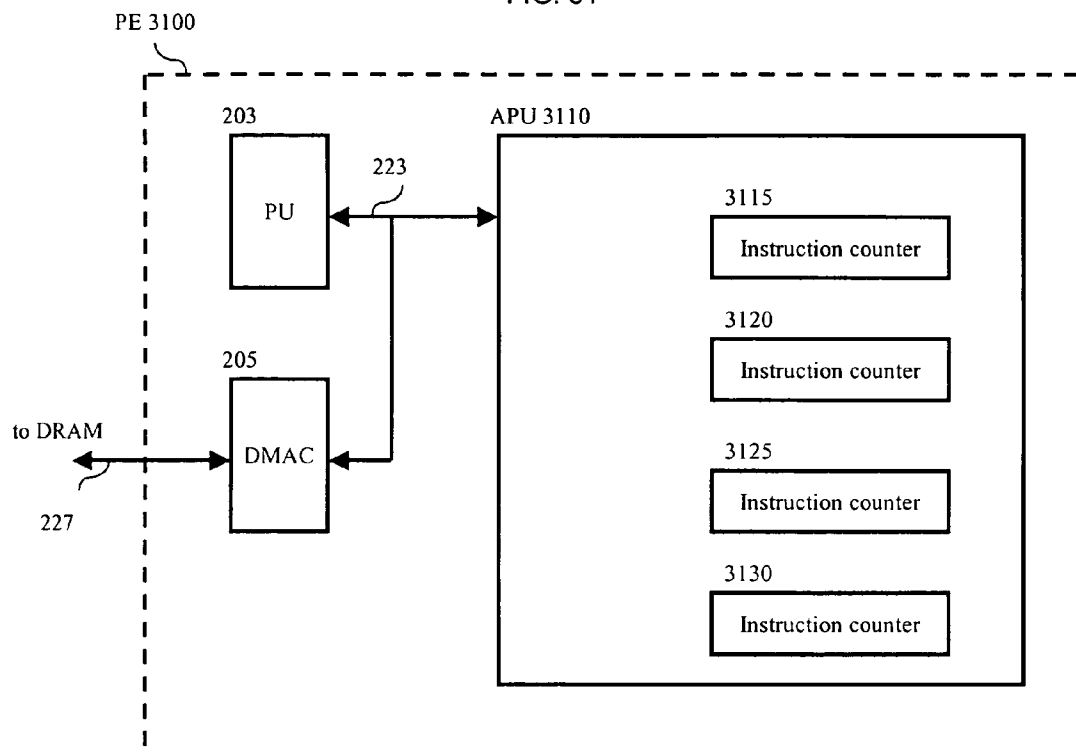 PE 3100
203
APU 3110
223
PU
3115
Instruction counter
3120
Instruction counter
205
to DRAM
DMAC
3125
Instruction counter
227
3130
Instruction counter